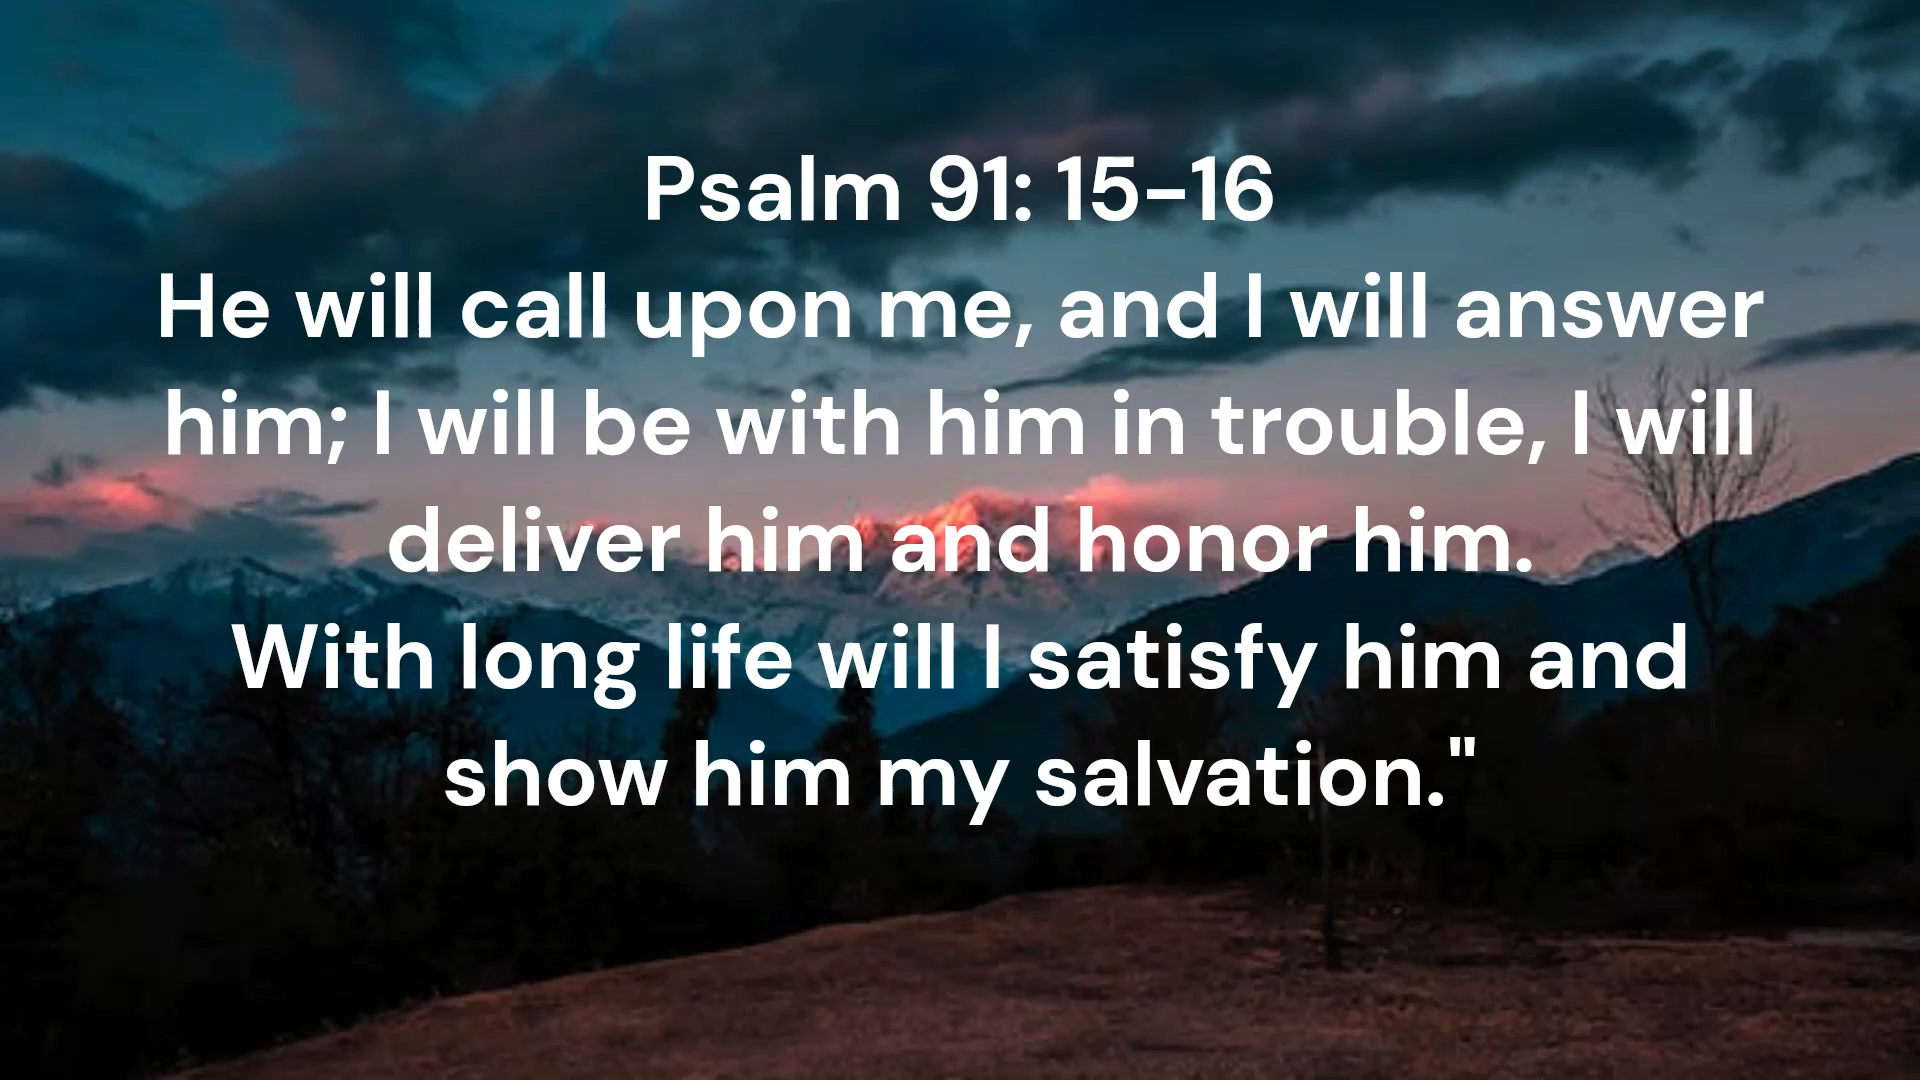 Psalm 91: 15-16
He will call upon me, and I will answer
him; I will be with him in trouble, I will
deliver him and honor him.
With long life will I satisfy him and
show him my salvation."